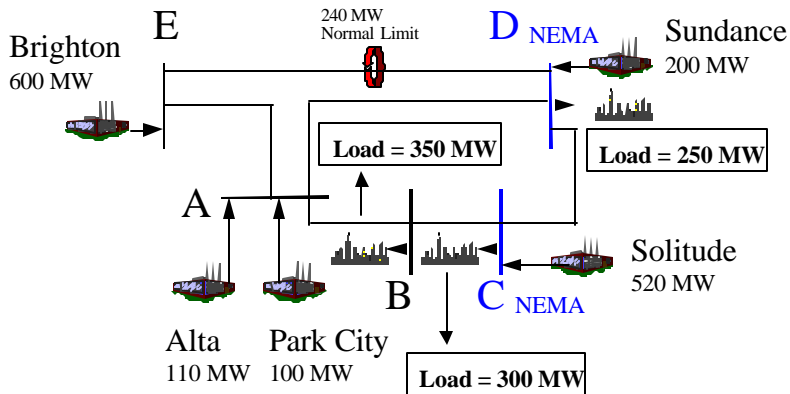 Brighton
600 MW
E
240 MW
Normal Limit
D NEMA
Sundance
200 MW
Load = 350 MW
Load = 250 MW
A
B
C NEMA
Solitude
520 MW
Alta
110 MW
Park City
100 MW
Load = 300 MW